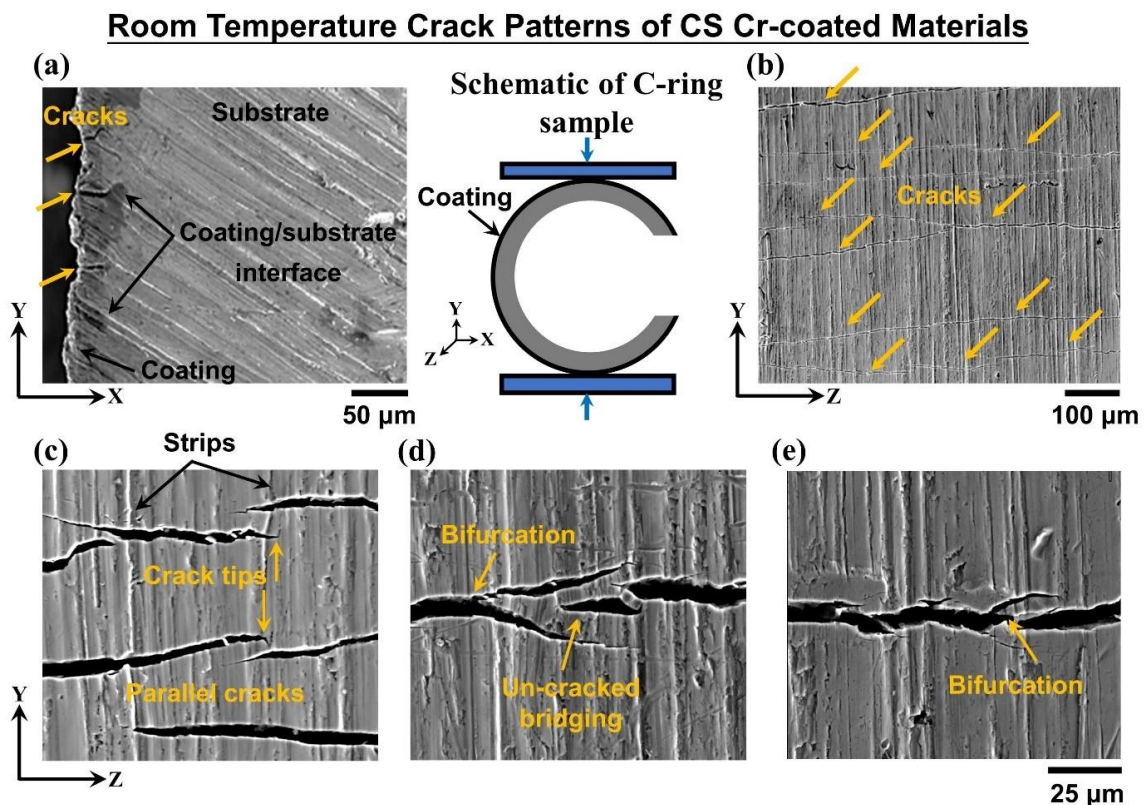 Room Temperature Crack Patterns of CS Cr-coated Materials
(a)
Cracks
Substrate
Coating/substrate
interface
Coating
Y
X
50 µm
Schematic of C-ring
sample
Coating
Y
X
Z
(b)
Cracks
Y
Z
100 µm
(c)
Strips
Crack tips
Parallel cracks
Y
Z
(d)
Bifurcation
Un-cracked
bridging
(e)
Bifurcation
25 µm